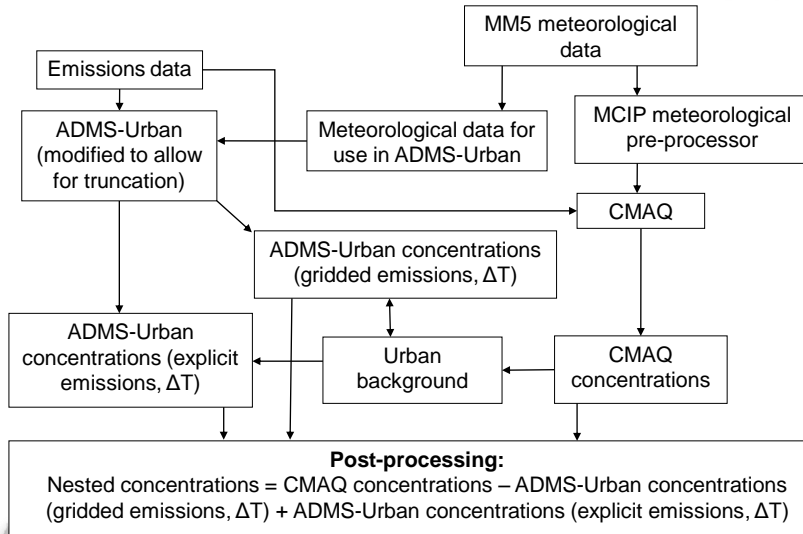 MM5 meteorological
data
Emissions data
ADMS-Urban
(modified to allow
for truncation)
Meteorological data for
use in ADMS-Urban
MCIP meteorological
pre-processor
CMAQ
ADMS-Urban concentrations
(gridded emissions, ΔT)
ADMS-Urban
concentrations (explicit
emissions, ΔT)
Urban
background
CMAQ
concentrations
Post-processing:
Nested concentrations = CMAQ concentrations – ADMS-Urban concentrations
(gridded emissions, ΔT) + ADMS-Urban concentrations (explicit emissions, ΔT)